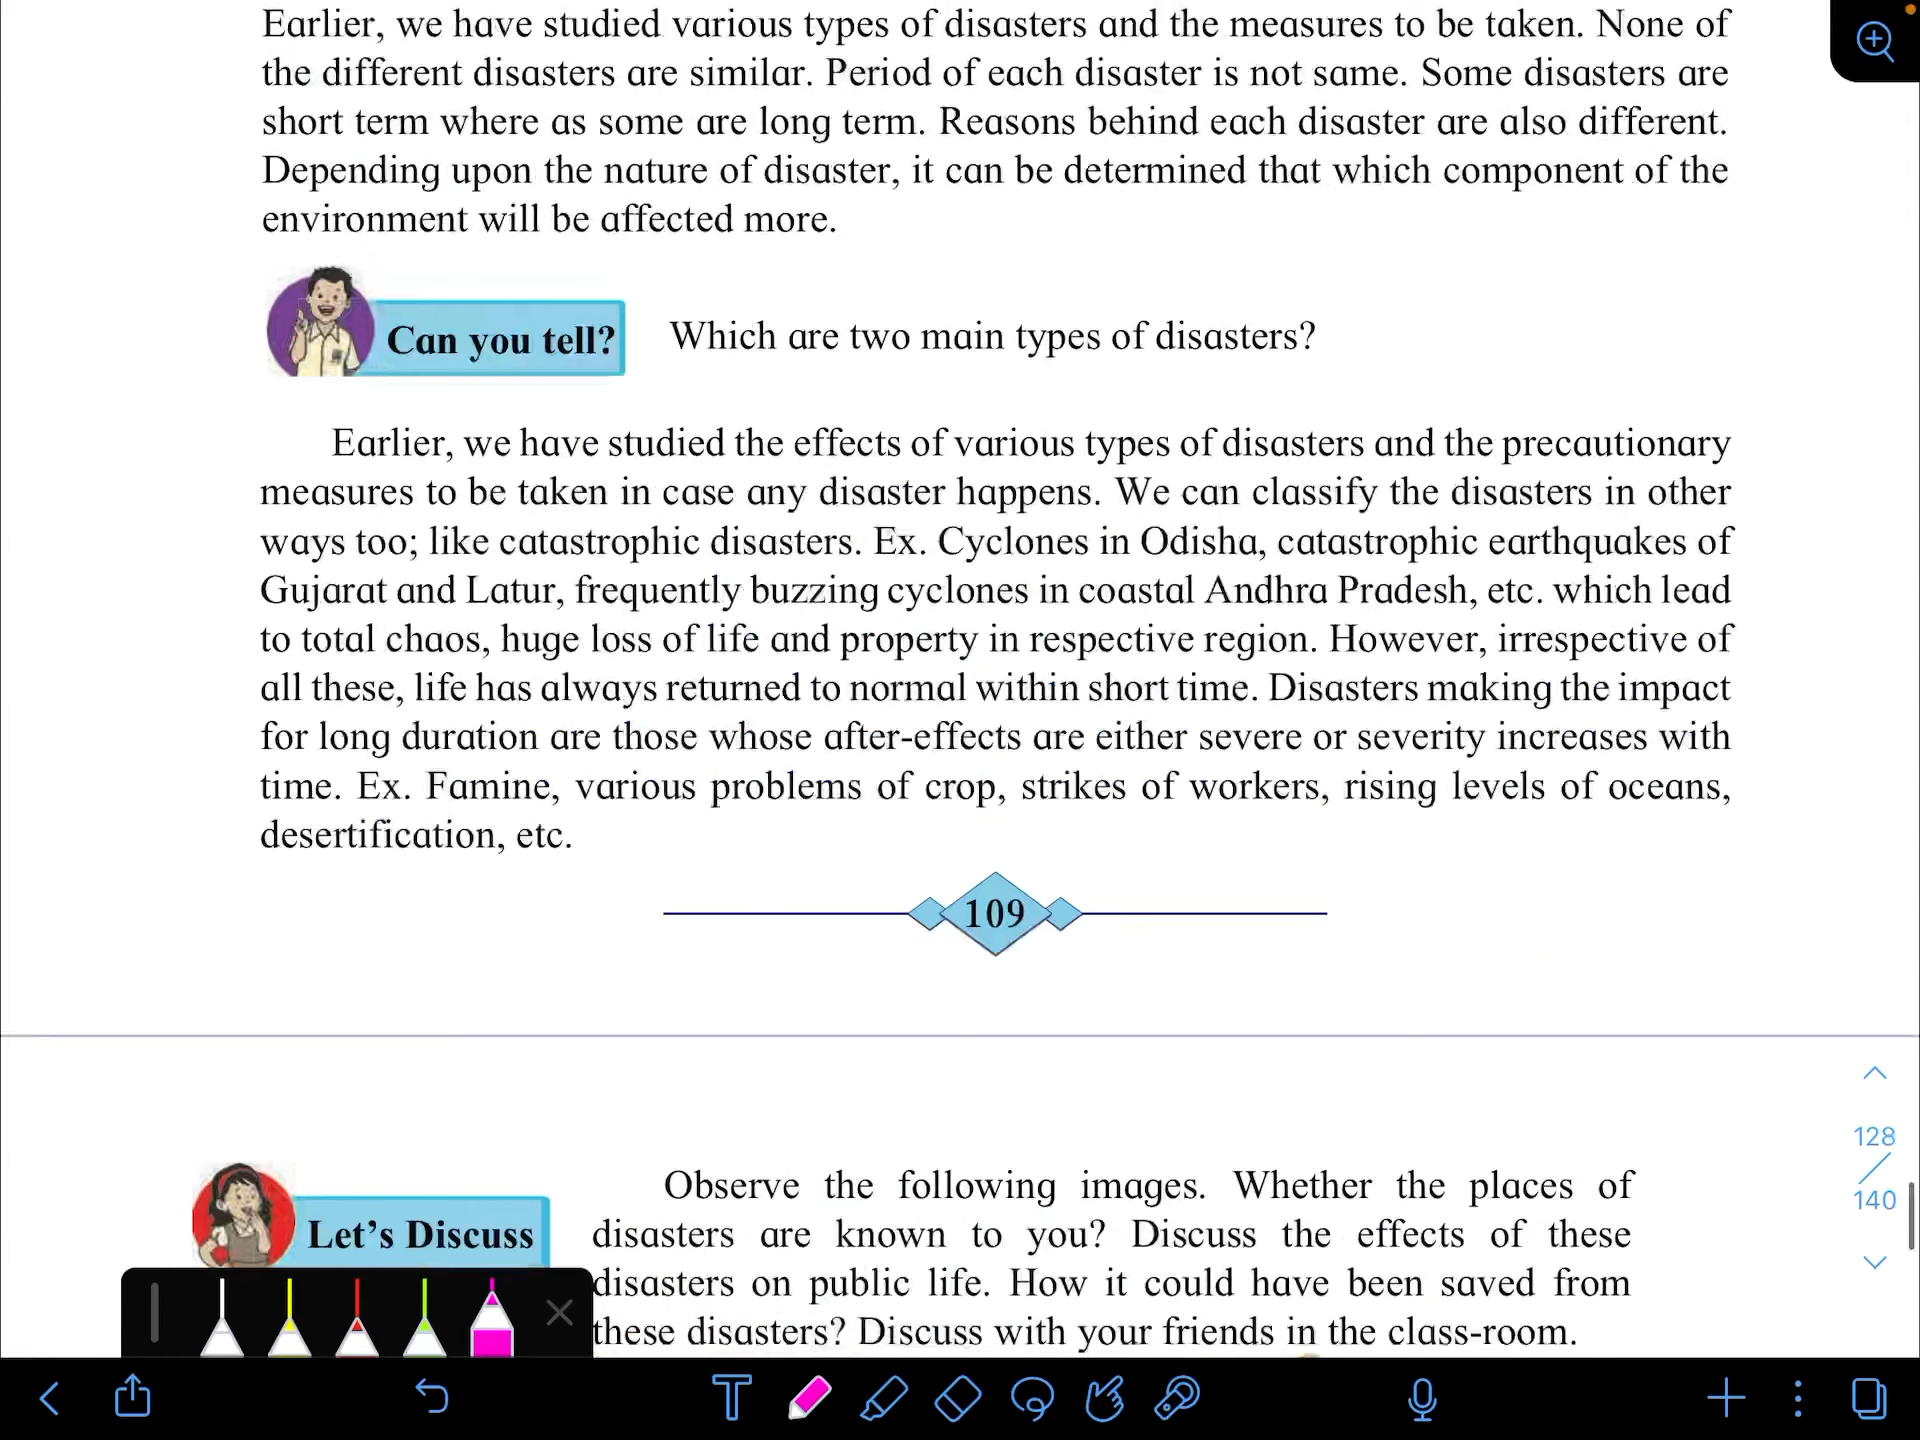 Earlier, we have studied various types of disasters and the measures to be taken. None of
the different disasters are similar. Period of each disaster is not same. Some disasters are
short term where as some are long term. Reasons behind each disaster are also different.
Depending upon the nature of disaster, it can be determined that which component of the
environment will be affected more.
Can you tell?
Which are two main types of disasters?
Earlier, we have studied the effects of various types of disasters and the precautionary
measures to be taken in case any disaster happens. We can classify the disasters in other
ways too; like catastrophic disasters. Ex. Cyclones in Odisha, catastrophic earthquakes of
Gujarat and Latur, frequently buzzing cyclones in coastal Andhra Pradesh, etc. which lead
to total chaos, huge loss of life and property in respective region. However, irrespective of
all these, life has always returned to normal within short time. Disasters making the impact
for long duration are those whose after-effects are either severe or severity increases with
time. Ex. Famine, various problems of crop, strikes of workers, rising levels of oceans,
desertification, etc.
109
Let's Discuss
Observe the following images. Whether the places of
disasters are known to you? Discuss the effects of these
disasters on public life. How it could have been saved from
these disasters? Discuss with your friends in the class-room.
128
140